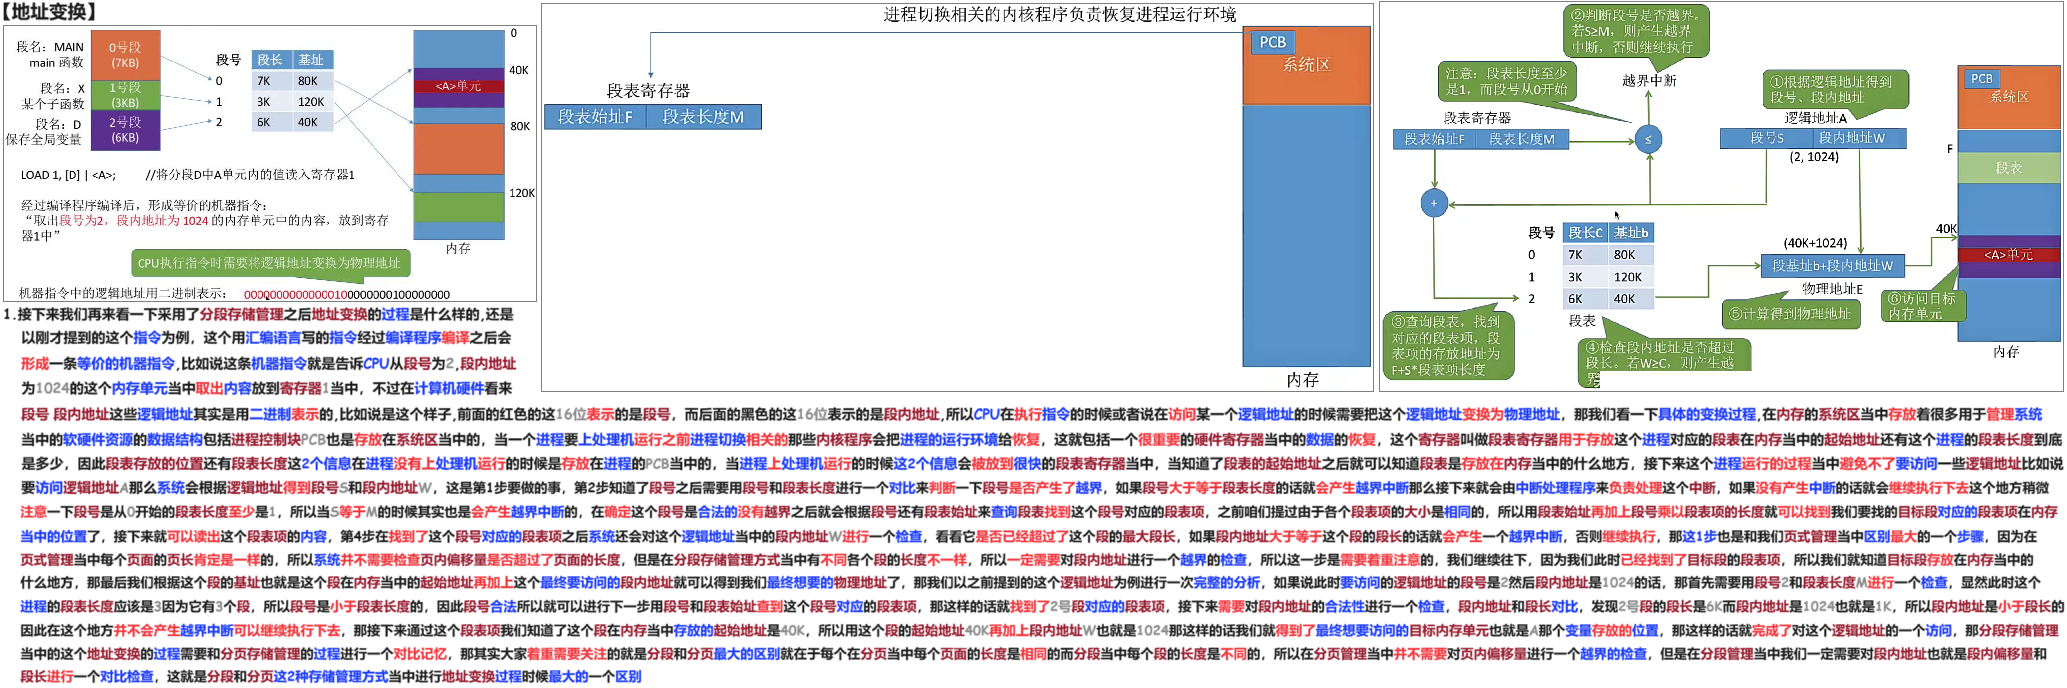 【地址变换】
段名：MAIN
main 函数
0号段
(7KB)
段名：X
某个子函数
1号段
(3KB)
段名：D
保存全局变量
2号段
(6KB)
段号 段长 基址
0 7K 80K
1 3K 120K
2 6K 40K
0
40K
<A>单元
80K
120K
内存
LOAD 1, [D] | <A>; //将分段D中A单元内的值读入寄存器1
经过编译程序编译后，形成等价的机器指令：
“取出段号为2，段内地址为 1024 的内存单元中的内容，放到寄存
器1中”
CPU执行指令时需要将逻辑地址变换为物理地址
机器指令中的逻辑地址用二进制表示： 00000000000000100000000100000000
进程切换相关的内核程序负责恢复进程运行环境
PCB
系统区
段表寄存器
段表始址F 段表长度M
内存
②判断段号是否越界。
若S≥M，则产生越界
中断，否则继续执行
注意：段表长度至少
是1，而段号从0开始
越界中断
①根据逻辑地址得到
段号、段内地址
段表寄存器
段表始址F 段表长度M
≤
逻辑地址A
段号S 段内地址W
(2, 1024)
PCB
系统区
F
段表
+
段号 段长C 基址b
0 7K 80K
1 3K 120K
2 6K 40K
段表
(40K+1024)
段基址b+段内地址W
物理地址E
40K
<A>单元
内存
③查询段表，找到
对应的段表项，段
表项的存放地址为
F+S*段表项长度
④检查段内地址是否超过
段长。若W≥C，则产生越
⑤计算得到物理地址
⑥访问目标
内存单元
1.接下来我们再来看一下采用了分段存储管理之后地址变换的过程是什么样的,还是
以刚才提到的这个指令为例，这个用汇编语言写的指令经过编译程序编译之后会
形成一条等价的机器指令,比如说这条机器指令就是告诉CPU从段号为2,段内地址
为1024的这个内存单元当中取出内容放到寄存器1当中，不过在计算机硬件看来
段号 段内地址这些逻辑地址其实是用二进制表示的,比如说是这个样子,前面的红色的这16位表示的是段号，而后面的黑色的这16位表示的是段内地址,所以CPU在执行指令的时候或者说在访问某一个逻辑地址的时候需要把这个逻辑地址变换为物理地址，那我们看一下具体的变换过程,在内存的系统区当中存放着很多用于管理系统
当中的软硬件资源的数据结构包括进程控制块PCB也是存放在系统区当中的，当一个进程要上处理机运行之前进程切换相关的那些内核程序会把进程的运行环境给恢复，这就包括一个很重要的硬件寄存器当中的数据的恢复，这个寄存器叫做段表寄存器用于存放这个进程对应的段表在内存当中的起始地址还有这个进程的段表长度到底
是多少，因此段表存放的位置还有段表长度这2个信息在进程没有上处理机运行的时候是存放在进程的PCB当中的，当进程上处理机运行的时候这2个信息会被放到很快的段表寄存器当中，当知道了段表的起始地址之后就可以知道段表是存放在内存当中的什么地方，接下来这个进程运行的过程当中避免不了要访问一些逻辑地址比如说
要访问逻辑地址A那么系统会根据逻辑地址得到段号S和段内地址W，这是第1步要做的事，第2步知道了段号之后需要用段号和段表长度进行一个对比来判断一下段号是否产生了越界，如果段号大于等于段表长度的话就会产生越界中断那么接下来就会由中断处理程序来负责处理这个中断，如果没有产生中断的话就会继续执行下去这个地方稍微
注意一下段号是从0开始的段表长度至少是1，所以当S等于M的时候其实也是会产生越界中断的，在确定这个段号是合法的没有越界之后就会根据段号还有段表始址来查询段表找到这个段号对应的段表项，之前咱们提过由于各个段表项的大小是相同的，所以用段表始址再加上段号乘以段表项的长度就可以找到我们要找的目标段对应的段表项在内存
当中的位置了，接下来就可以读出这个段表项的内容，第4步在找到了这个段号对应的段表项之后系统还会对这个逻辑地址当中的段内地址W进行一个检查，看看它是否已经超过了这个段的最大段长，如果段内地址大于等于这个段的段长的话就会产生一个越界中断，否则继续执行，那这1步也是和我们页式管理当中区别最大的一个步骤，因为在
页式管理当中每个页面的页长肯定是一样的，所以系统并不需要检查页内偏移量是否超过了页面的长度，但是在分段存储管理方式当中有不同各个段的长度不一样，所以一定需要对段内地址进行一个越界的检查，所以这一步是需要着重注意的，我们继续往下，因为我们此时已经找到了目标段的段表项，所以我们就知道目标段存放在内存当中的
什么地方，那最后我们根据这个段的基址也就是这个段在内存当中的起始地址再加上这个最终要访问的段内地址就可以得到我们最终想要的物理地址了，那我们以之前提到的这个逻辑地址为例进行一次完整的分析，如果说此时要访问的逻辑地址的段号是2然后段内地址是1024的话，那首先需要用段号2和段表长度M进行一个检查，显然此时这个
进程的段表长度应该是3因为它有3个段，所以段号是小于段表长度的，因此段号合法所以就可以进行下一步用段号和段表始址查到这个段号对应的段表项，那这样的话就找到了2号段对应的段表项，接下来需要对段内地址的合法性进行一个检查，段内地址和段长对比，发现2号段的段长是6K而段内地址是1024也就是1K，所以段内地址是小于段长的
因此在这个地方并不会产生越界中断可以继续执行下去，那接下来通过这个段表项我们知道了这个段在内存当中存放的起始地址是40K，所以用这个段的起始地址40K再加上段内地址W也就是1024那这样的话我们就得到了最终想要访问的目标内存单元也就是A那个变量存放的位置，那这样的话就完成了对这个逻辑地址的一个访问，那分段存储管理
当中的这个地址变换的过程需要和分页存储管理的过程进行一个对比记忆，那其实大家着重需要关注的就是分段和分页最大的区别就在于每个在分页当中每个页面的长度是相同的而分段当中每个段的长度是不同的，所以在分页管理当中并不需要对页内偏移量进行一个越界的检查，但是在分段管理当中我们一定需要对段内地址也就是段内偏移量和
段长进行一个对比检查，这就是分段和分页这2种存储管理方式当中进行地址变换过程时候最大的一个区别